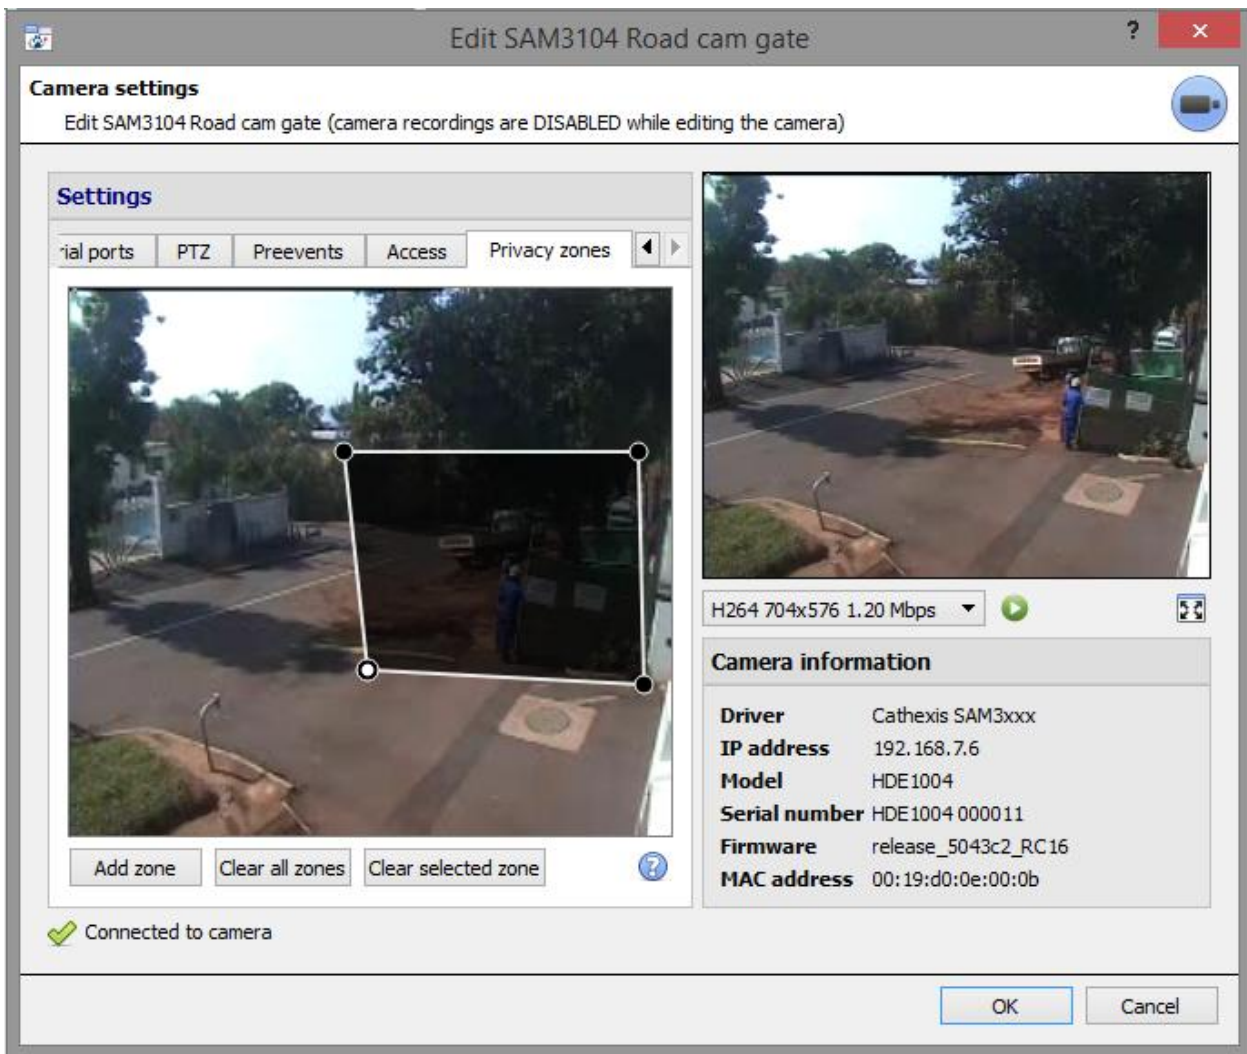 Edit SAM3104 Road cam gate
?
Camera settings
Edit SAM3104 Road cam gate (camera recordings are DISABLED while editing the camera)
Settings
rial ports PTZ Preevents Access Privacy zones
H264 704x576 1.20 Mbps
Camera information
Driver Cathexis SAM3xxx
IP address 192.168.7.6
Model HDE1004
Serial number HDE1004 000011
Firmware release_5043c2_RC16
MAC address 00:19:d0:0e:00:0b
Add zone Clear all zones Clear selected zone ?
Connected to camera
OK Cancel